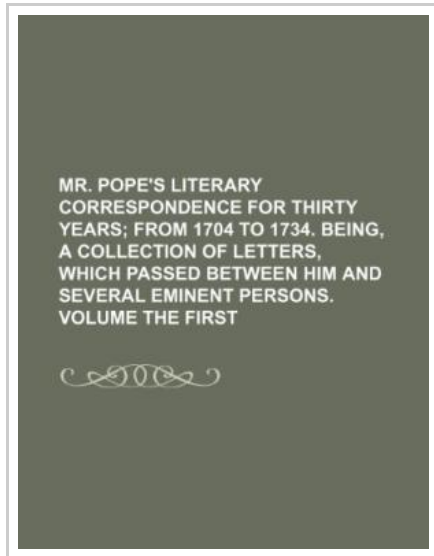 MR. POPE'S LITERARY
CORRESPONDENCE FOR THIRTY
YEARS; FROM 1704 TO 1734. BEING,
A COLLECTION OF LETTERS,
WHICH PASSED BETWEEN HIM AND
SEVERAL EMINENT PERSONS.
VOLUME THE FIRST